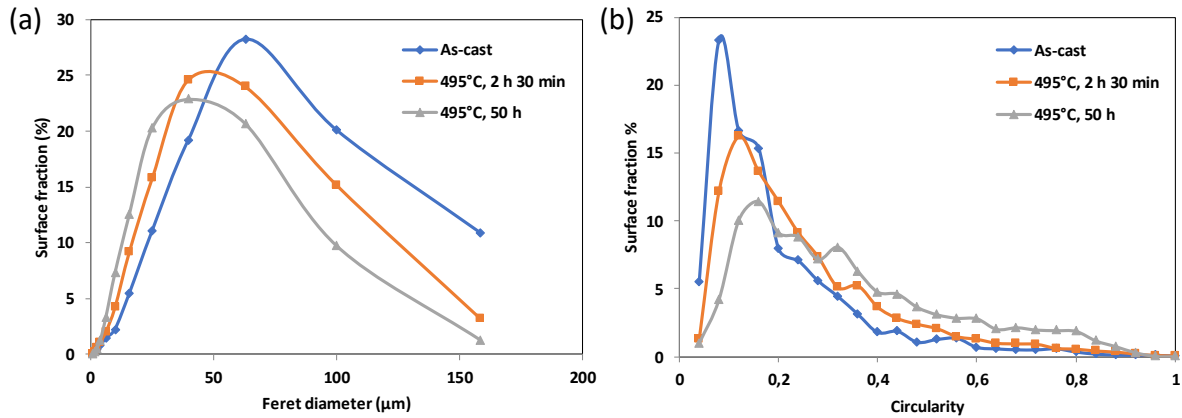 (a)
30
25
20
15
10
5
0
Surface fraction (%)
0 50 100 150 200
Feret diameter (µm)
As-cast
495°C, 2 h 30 min
495°C, 50 h
(b)
25
20
15
10
5
0
Surface fraction %
0 0,2 0,4 0,6 0,8 1
Circularity
As-cast
495°C, 2 h 30 min
495°C, 50 h